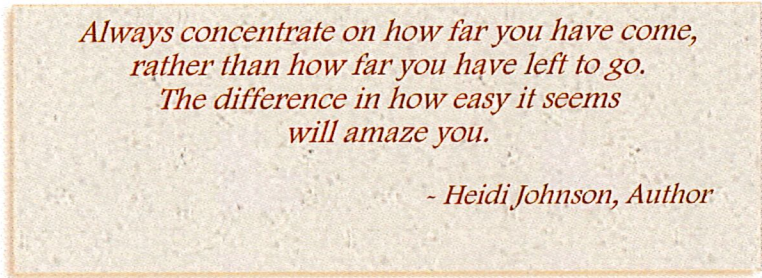 Always concentrate on how far you have come,
rather than how far you have left to go.
The difference in how easy it seems
will amaze you.
~ Heidi Johnson, Author